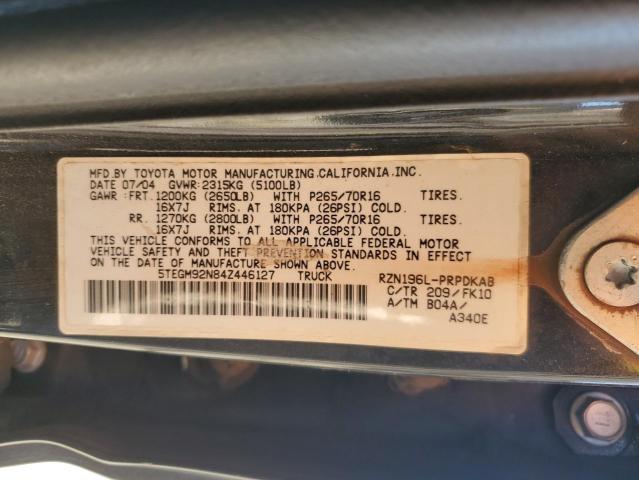 MFD.BY TOYOTA MOTOR MANUFACTURING,CALIFORNIA,INC.
DATE 07/04 GVWR:2315KG (5100LB)
GAWR: FRT.1200KG (2650LB) WITH P265/70R16 TIRES.
16X7J RIMS. AT 180KPA (26PSI) COLD.
RR. 1270KG (2800LB) WITH P265/70R16 TIRES.
16X7J RIMS. AT 180KPA (26PSI) COLD.
THIS VEHICLE CONFORMS TO ALL APPLICABLE FEDERAL MOTOR
VEHICLE SAFETY AND THEFT PREVENTION STANDARDS IN EFFECT
ON THE DATE OF MANUFACTURE SHOWN ABOVE.
5TEGM92N84Z446127 TRUCK RZN196L-PRPDKAB
C/TR 209/FK10
A/TM B04A/
A340E